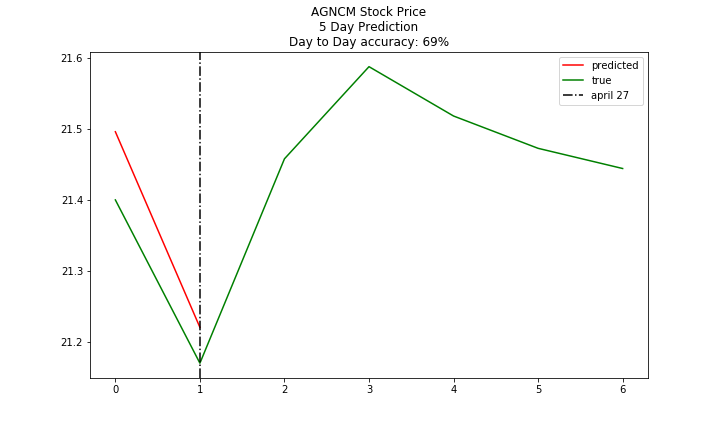 AGNCM Stock Price
5 Day Prediction
Day to Day accuracy: 69%
21.6
21.5
21.4
21.3
21.2
predicted
true
april 27
0 1 2 3 4 5 6